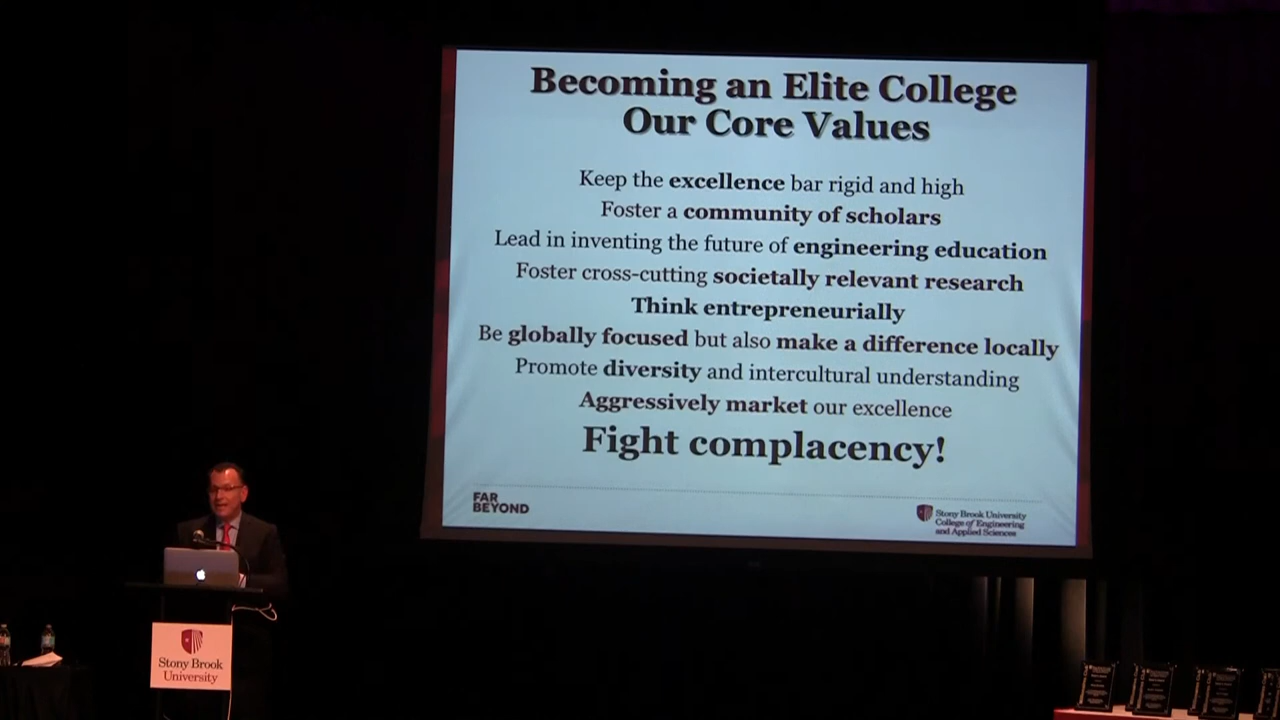 Becoming an Elite College
Our Core Values
Keep the excellence bar rigid and high
Foster a community of scholars
Lead in inventing the future of engineering education
Foster cross-cutting societally relevant research
Think entrepreneurially
Be globally focused but also make a difference locally
Promote diversity and intercultural understanding
Aggressively market our excellence
Fight complacency!
FAR
BEYOND
Stony Brook University
College of Engineering
and Applied Sciences
Stony Brook
University